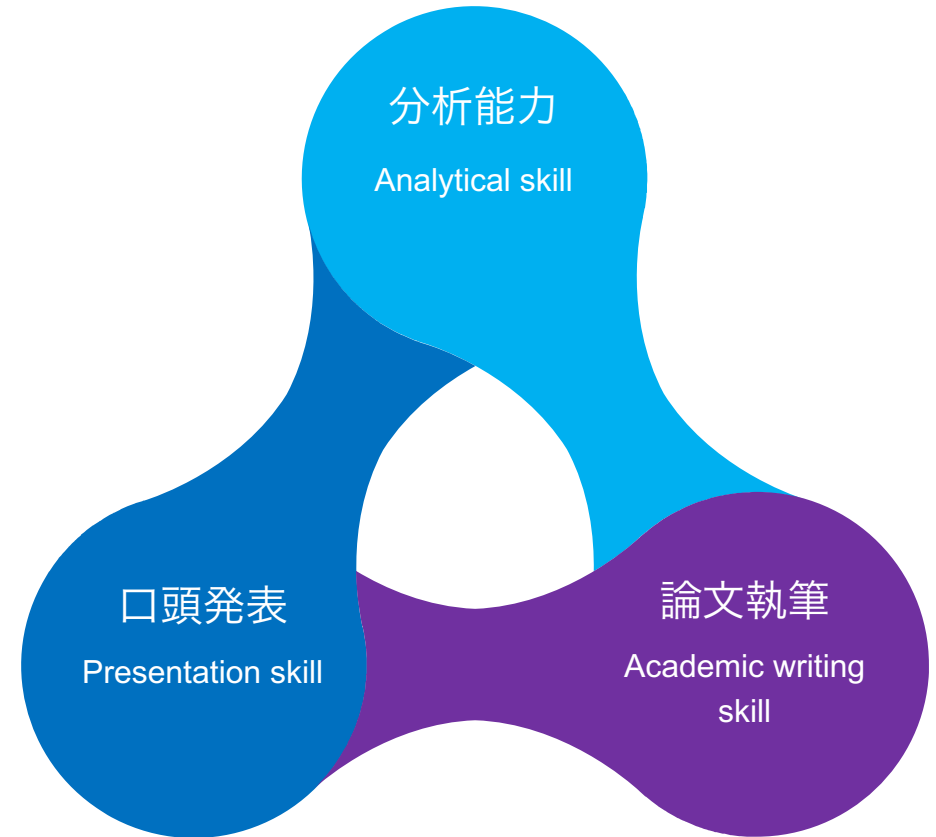 分析能力
Analytical skill
口頭発表
Presentation skill
論文執筆
Academic writing
skill